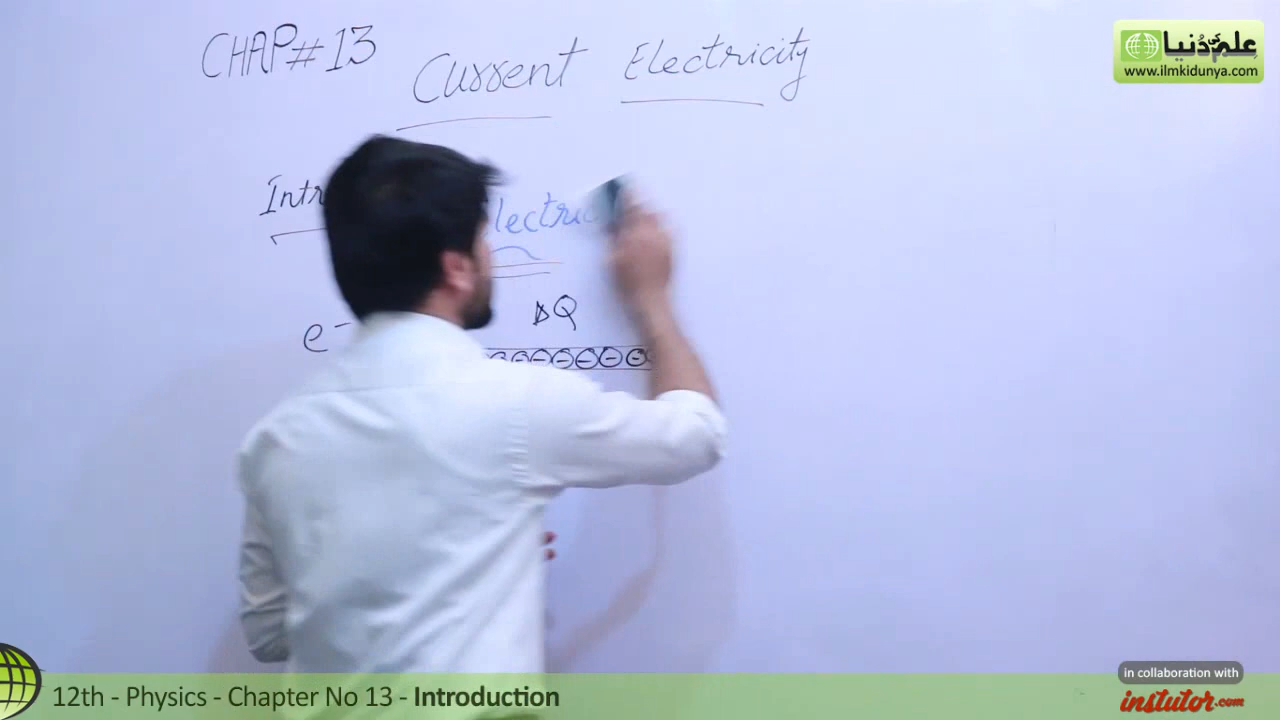 CHAP#13
Current Electricity
علم کی دُنیا
www.ilmkidunya.com
ΔQ
e⁻
in collaboration with
instutor.com
12th - Physics - Chapter No 13 - Introduction